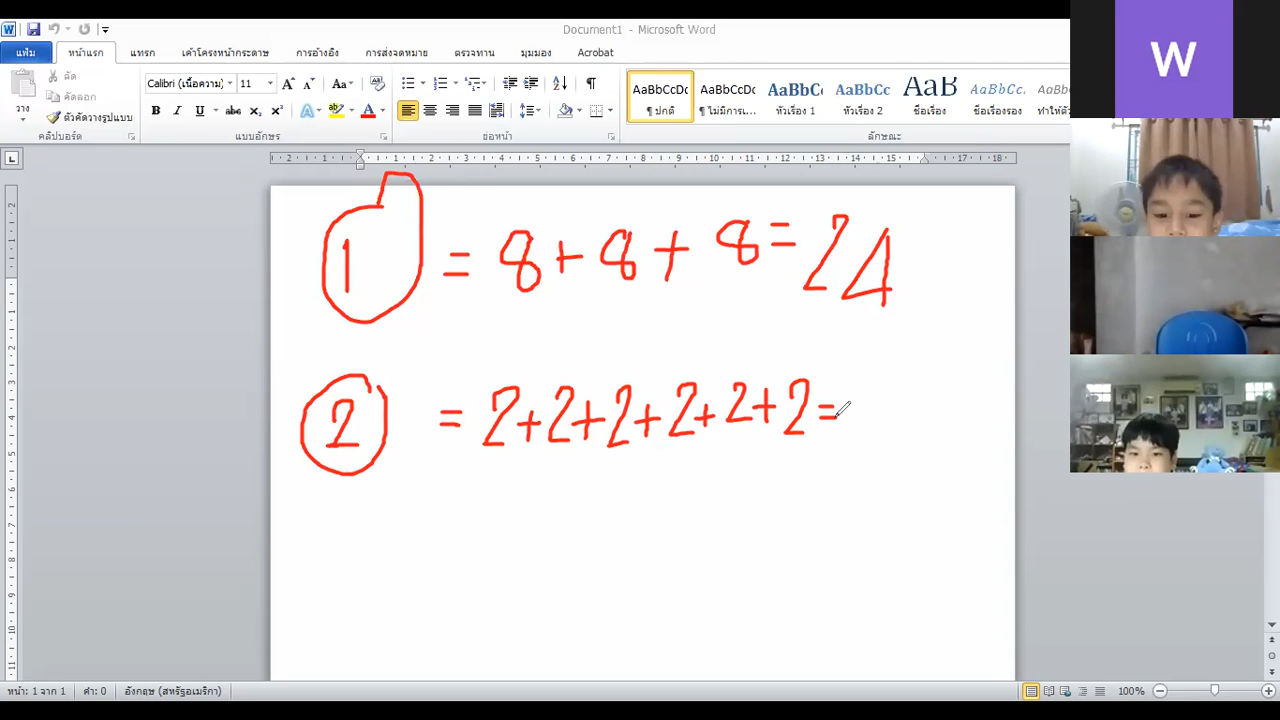 Document1 - Microsoft Word
แฟ้ม หน้าแรก แทรก เค้าโครงหน้ากระดาษ การอ้างอิง การส่งจดหมาย ตรวจทาน มุมมอง Acrobat
วาง
ตัด
คัดลอก
ตัวคัดวางรูปแบบ
คลิปบอร์ด
Calibri (เนื้อความ) 11
แบบอักษร
ย่อหน้า
AaBbCcDc AaBbCcDc AaBbC AaBbCc AaB AaBbCc. AaBbCcDc
¶ ปกติ ¶ ไม่มีการ... หัวเรื่อง 1 หัวเรื่อง 2 ชื่อเรื่อง ชื่อเรื่องรอง ทำให้ตั
ลักษณะ
W
1 = 8+8+8=24
2 = 2+2+2+2+2+2=
หน้า: 1 จาก 1 คำ: 0 อังกฤษ (สหรัฐอเมริกา) 100%